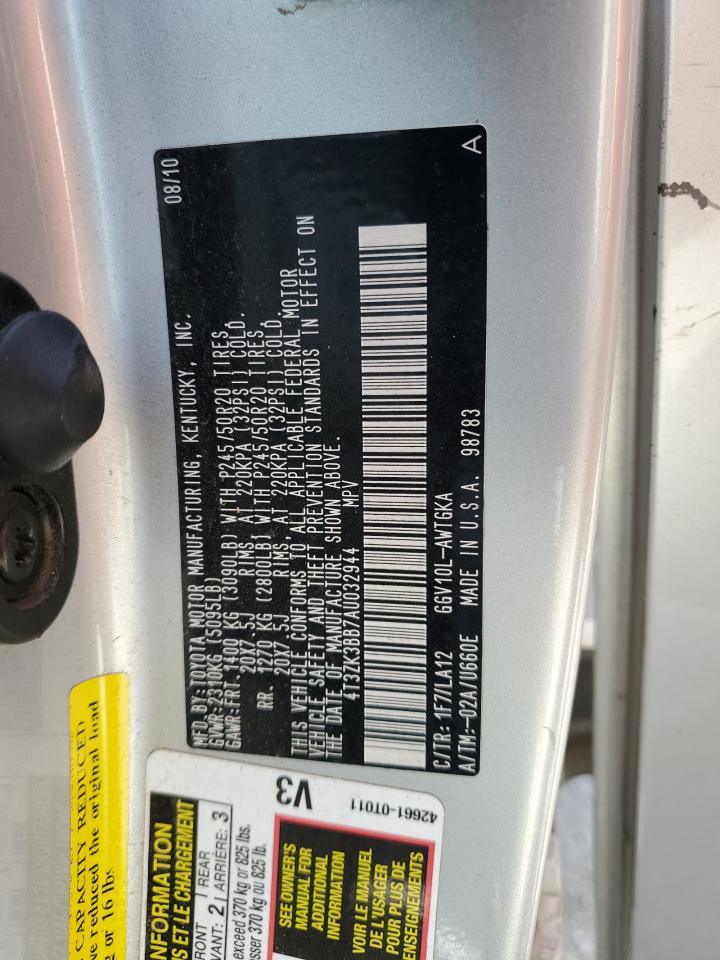 MFD. BY: TOYOTA MOTOR MANUFACTURING, KENTUCKY, INC. 08/10
GVWR: 2310KG (5095LB)
GAWR: FRT. 1400 KG (3090LB) WITH P245/50R20 TIRES,
20X7.5J RIMS, AT 220KPA (32PSI) COLD.
RR. 1270 KG (2800LB) WITH P245/50R20 TIRES,
20X7.5J RIMS, AT 220KPA (32PSI) COLD.
THIS VEHICLE CONFORMS TO ALL APPLICABLE FEDERAL MOTOR
VEHICLE SAFETY AND THEFT PREVENTION STANDARDS IN EFFECT ON
THE DATE OF MANUFACTURE SHOWN ABOVE.
4T3ZK3BB7AU032944 MPV
C/TR: 1F7/LA12 GGV10L-AWTGKA
A/TM: -02A/U660E MADE IN U.S.A. 98783 A
CAPACITY REDUCED
ve reduced the original load
g or 16 lbs
INFORMATION
S ET LE CHARGEMENT
FRONT REAR
AVANT: 2 ARRIÈRE: 3
exceed 370 kg or 825 lbs.
sser 370 kg ou 825 lb.
SEE OWNER'S
MANUAL FOR
ADDITIONAL
INFORMATION
VOIR LE MANUEL
DE L'USAGER
POUR PLUS DE
RENSEIGNEMENTS
V3
42661-0T011